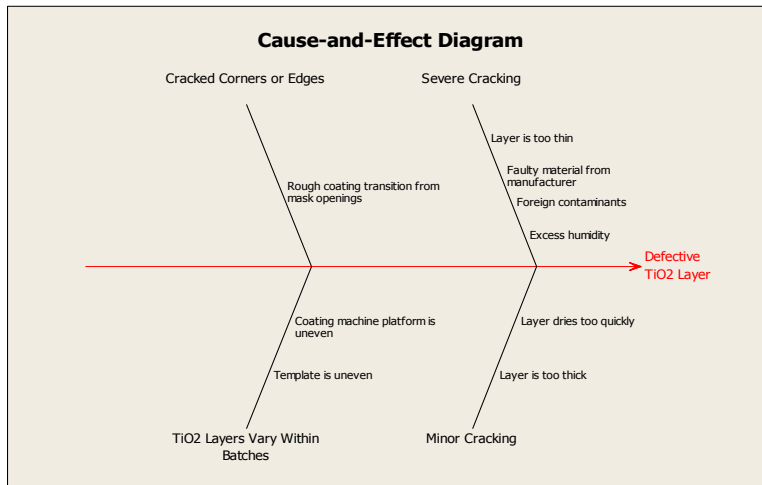 Cause-and-Effect Diagram
Cracked Corners or Edges
Severe Cracking
Layer is too thin
Faulty material from
manufacturer
Rough coating transition from
mask openings
Foreign contaminants
Excess humidity
Defective
TiO2 Layer
Coating machine platform is
uneven
Layer dries too quickly
Template is uneven
Layer is too thick
TiO2 Layers Vary Within
Batches
Minor Cracking